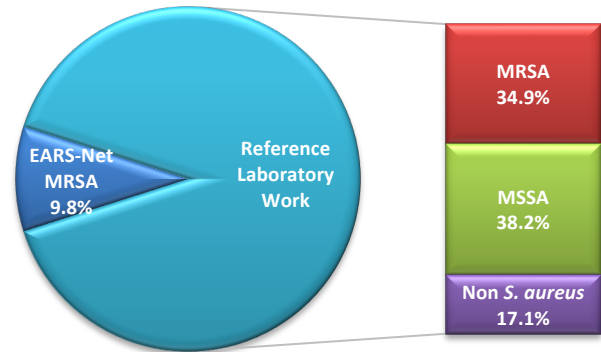 EARS-Net
MRSA
9.8%
Reference
Laboratory
Work
MRSA
34.9%
MSSA
38.2%
Non S. aureus
17.1%